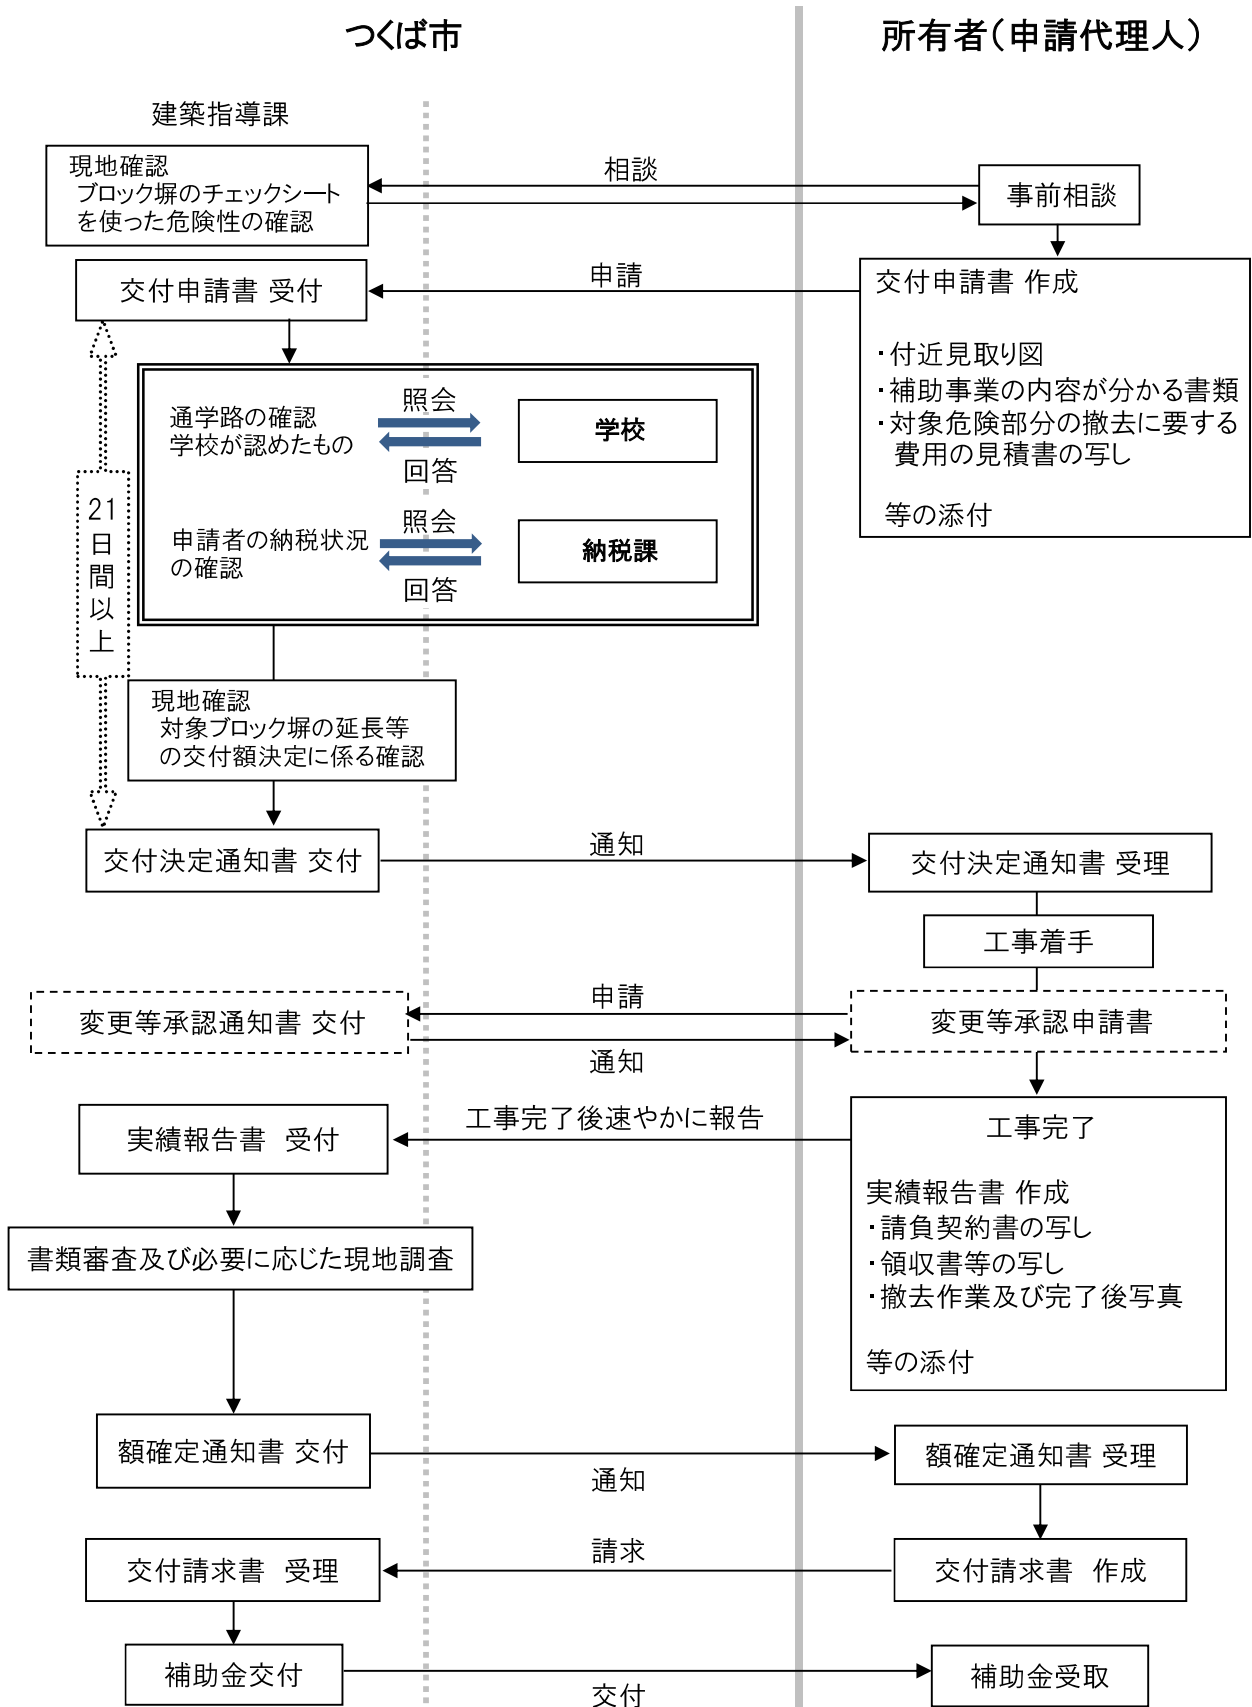 つくば市
所有者（申請代理人）
建築指導課
現地確認
ブロック塀のチェックシート
を使った危険性の確認
相談
事前相談
交付申請書 受付
申請
交付申請書 作成
・付近見取り図
・補助事業の内容が分かる書類
・対象危険部分の撤去に要する
費用の見積書の写し
等の添付
通学路の確認
学校が認めたもの
照会
回答
学校
申請者の納税状況
の確認
照会
回答
納税課
21日間以上
現地確認
対象ブロック塀の延長等
の交付額決定に係る確認
交付決定通知書 交付
通知
交付決定通知書 受理
工事着手
変更等承認通知書 交付
申請
通知
変更等承認申請書
実績報告書　受付
工事完了後速やかに報告
工事完了
実績報告書 作成
・請負契約書の写し
・領収書等の写し
・撤去作業及び完了後写真
等の添付
書類審査及び必要に応じた現地調査
額確定通知書 交付
通知
額確定通知書 受理
交付請求書　受理
請求
交付請求書　作成
補助金交付
交付
補助金受取